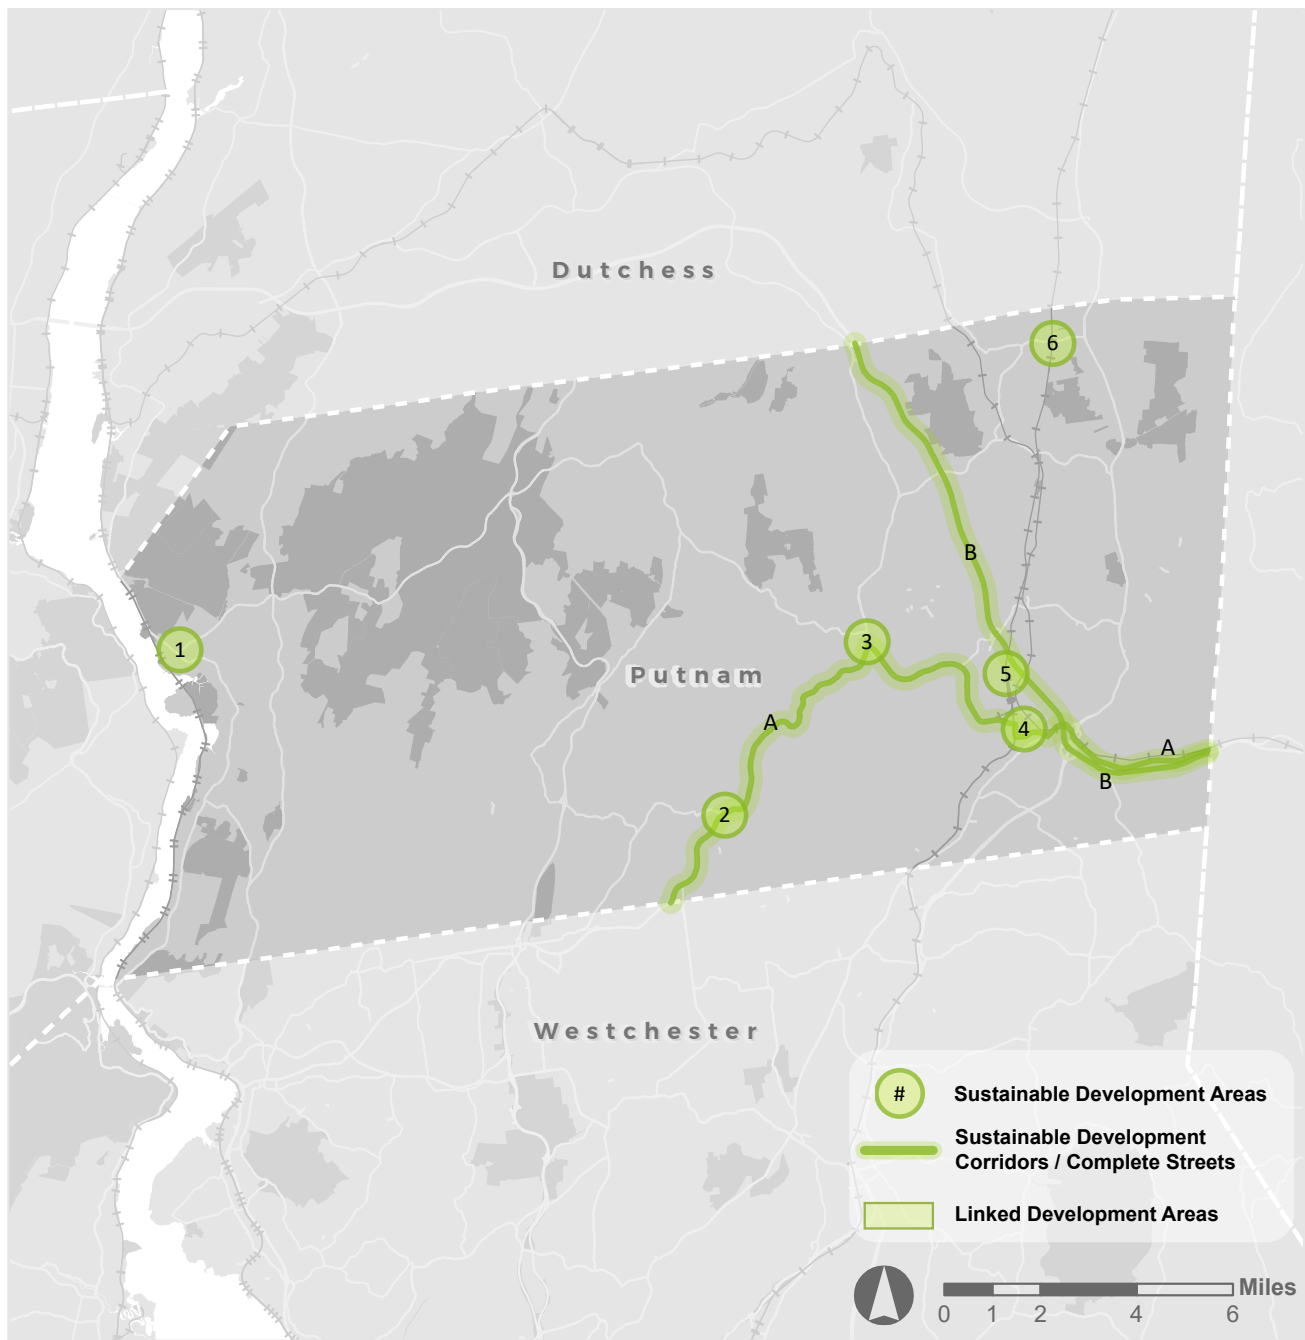 Dutchess
6
B
1
3
Putnam
5
A
4
A
B
2
Westchester
# Sustainable Development Areas
Sustainable Development
Corridors / Complete Streets
Linked Development Areas
Miles
0 1 2 4 6